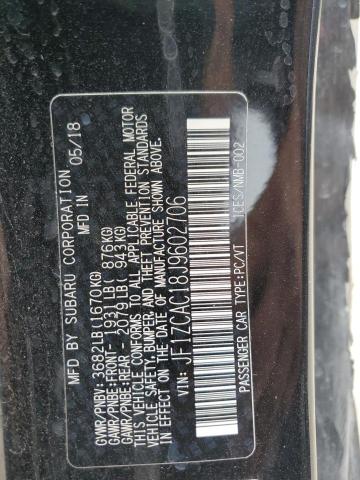 MFD BY SUBARU CORPORATION 05/18
MFD IN
GVWR/PNBV: 3682LB(1670KG)
GAWR/PNBE:FRONT- 1931LB( 876KG)
GAWR/PNBE:REAR - 2079LB( 943KG)
THIS VEHICLE CONFORMS TO ALL APPLICABLE FEDERAL MOTOR
VEHICLE SAFETY, BUMPER, AND THEFT PREVENTION STANDARDS
IN EFFECT ON THE DATE OF MANUFACTURE SHOWN ABOVE.
VIN: JF1ZCAC18J9602706
PASSENGER CAR TYPE:PC/VT
ICES/NMB-002